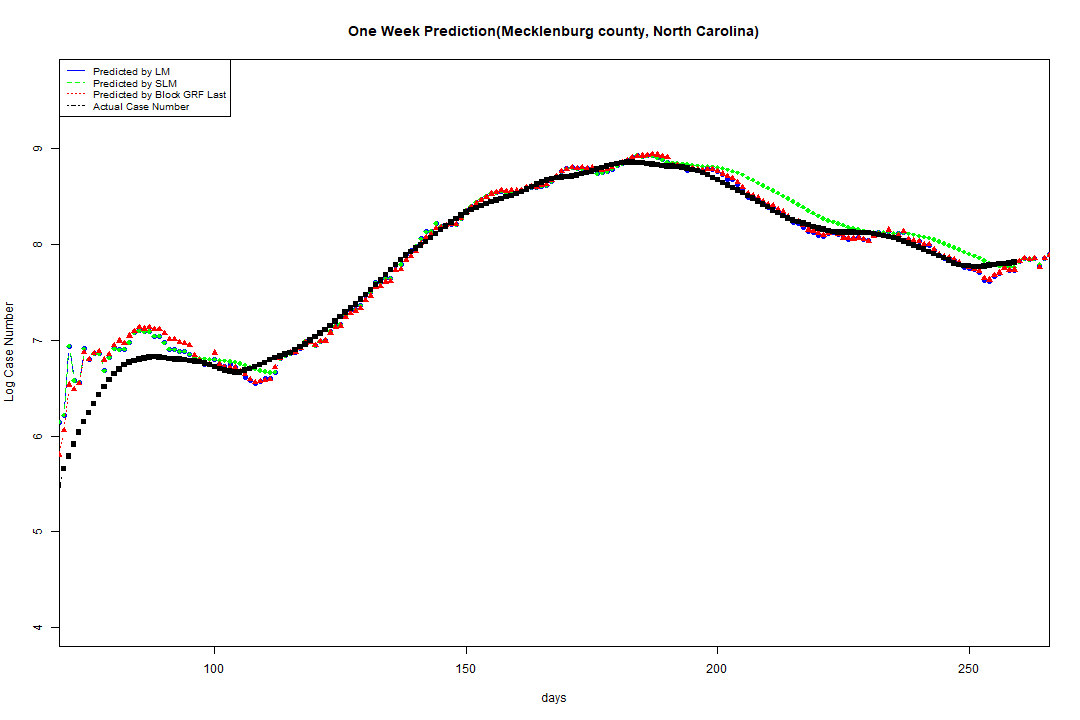 One Week Prediction(Mecklenburg county, North Carolina)
Predicted by LM
Predicted by SLM
Predicted by Block GRF Last
Actual Case Number
Log Case Number
9
8
7
6
5
4
100 150 200 250
days